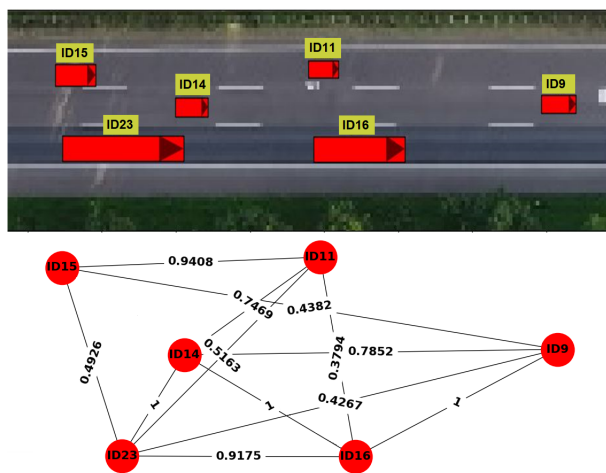 ID15
ID11
ID14
ID9
ID23
ID16
ID15
0.9408
ID11
0.7469
0.4382
0.4926
0.5163
0.3794
ID14
0.7852
ID9
1
1
0.4267
1
ID23
0.9175
ID16